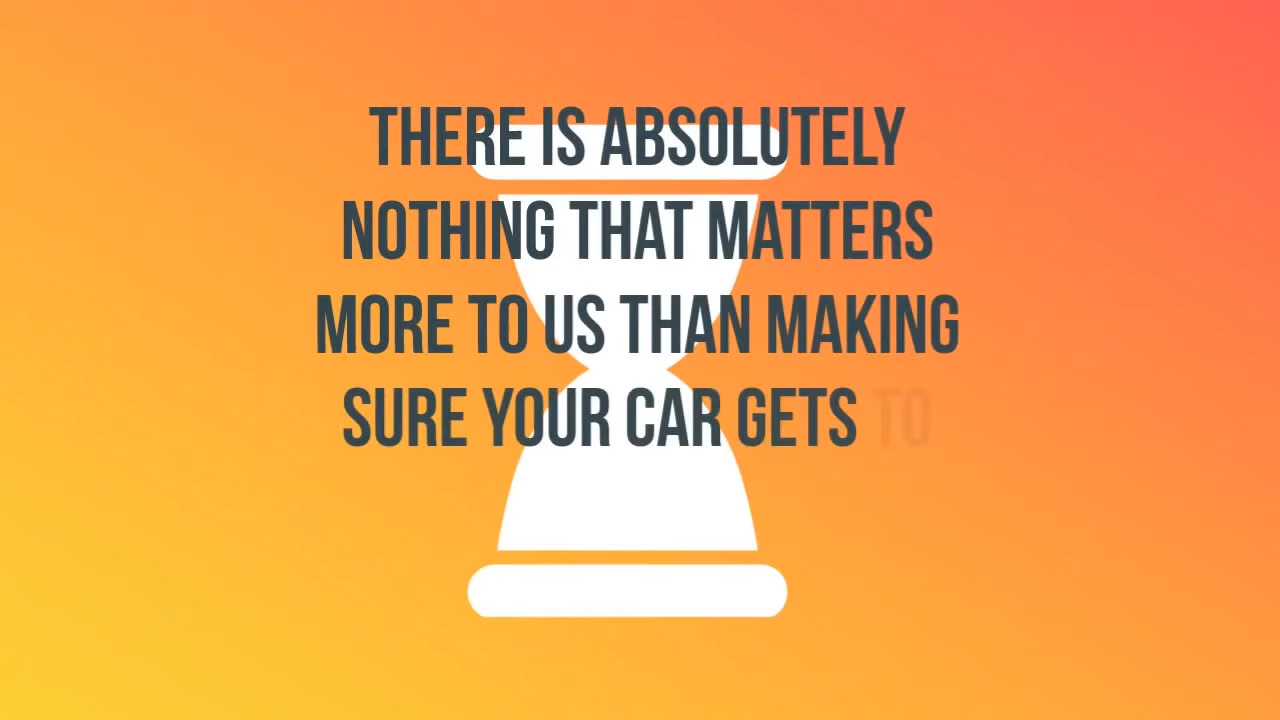 THERE IS ABSOLUTELY
NOTHING THAT MATTERS
MORE TO US THAN MAKING
SURE YOUR CAR GETS TO